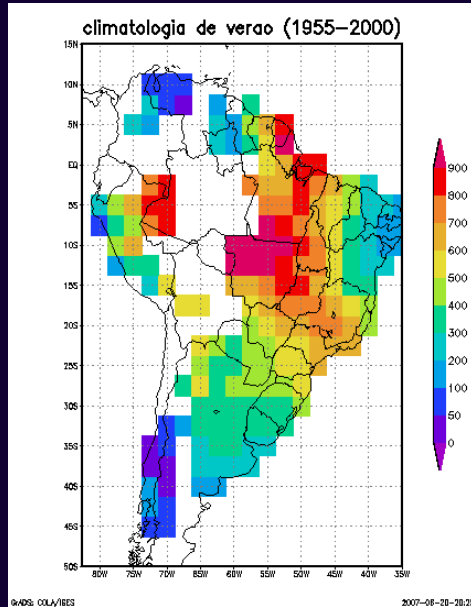 climatologia de verao (1955–2000)
15N
10N
5N
EQ
5S
10S
15S
20S
25S
30S
35S
40S
45S
50S
80W 75W 70W 65W 60W 55W 50W 45W 40W 35W
900
800
700
600
500
400
300
200
100
50
0
GrADS: COLA/IGES